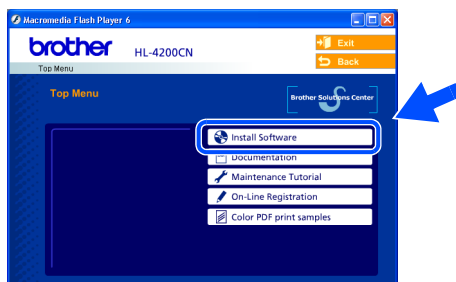 Macromedia Flash Player 6
brother HL-4200CN
Exit
Back
Top Menu
Top Menu
Brother Solutions Center
Install Software
Documentation
Maintenance Tutorial
On-Line Registration
Color PDF print samples